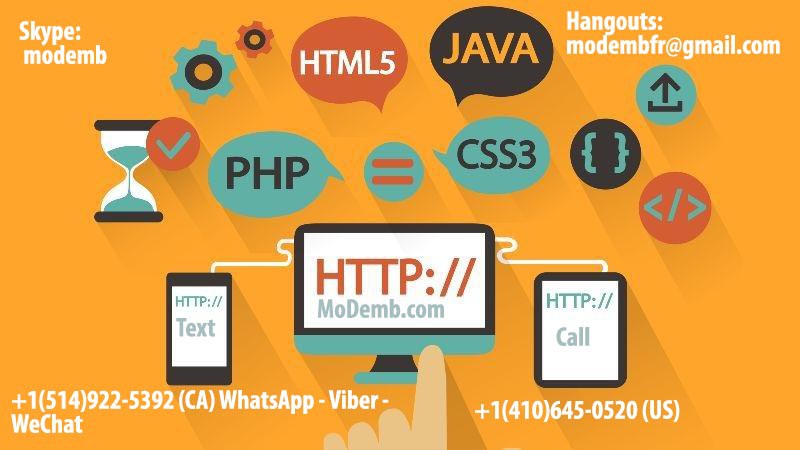 Skype:
modemb
Hangouts:
modembfr@gmail.com
HTML5
JAVA
PHP
CSS3
{ }
</>
HTTP://
MoDemb.com
HTTP://
Text
HTTP://
Call
+1(514)922-5392 (CA) WhatsApp - Viber -
WeChat
+1(410)645-0520 (US)